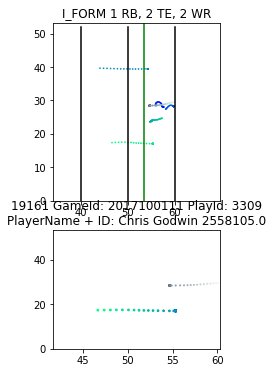 I_FORM 1 RB, 2 TE, 2 WR
50
40
30
20
10
0
40 50 60
19161 GameId: 2017100111 PlayId: 3309
PlayerName + ID: Chris Godwin 2558105.0
40
20
0
45 50 55 60